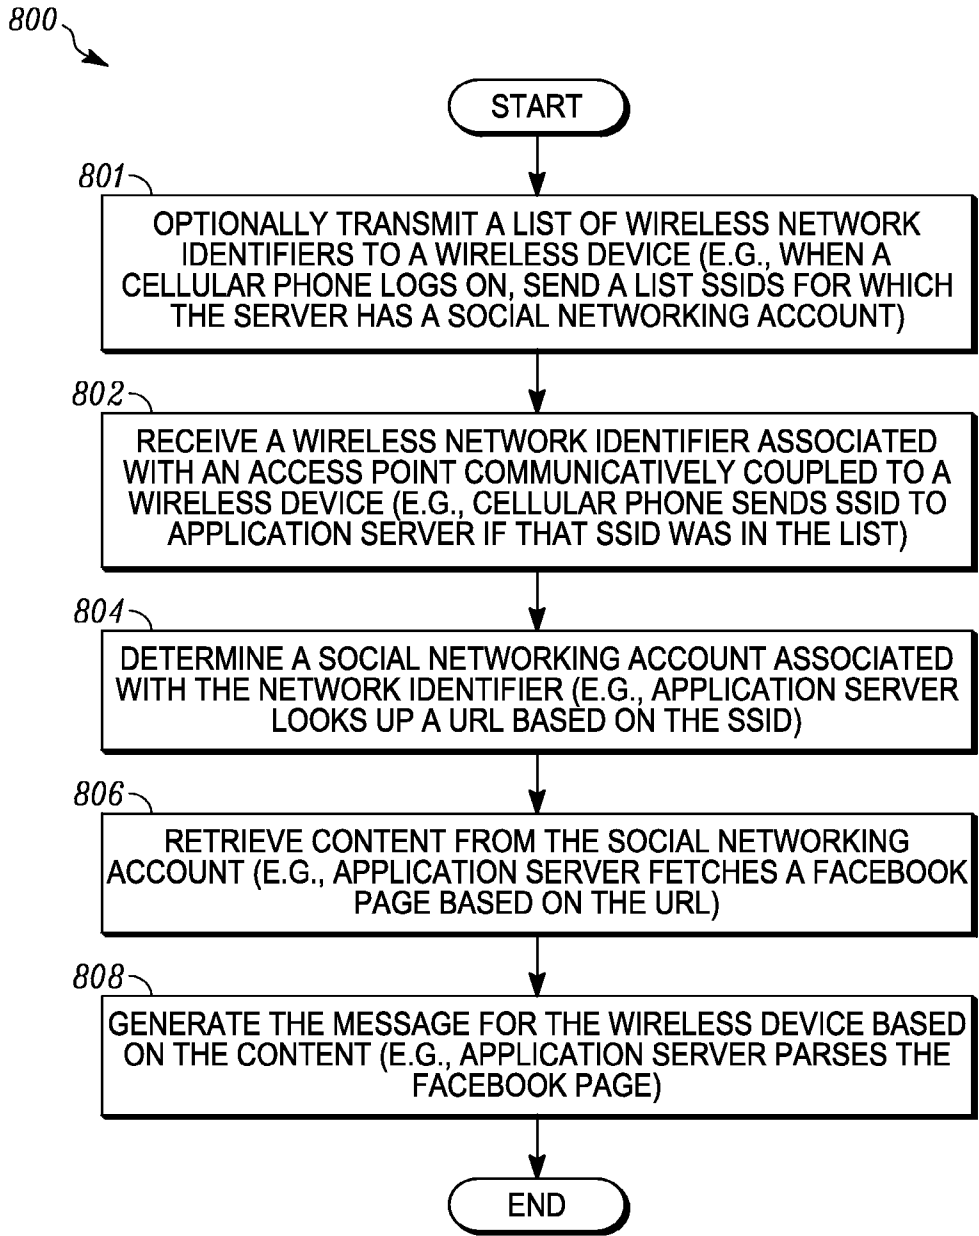 800
START
801
OPTIONALLY TRANSMIT A LIST OF WIRELESS NETWORK
IDENTIFIERS TO A WIRELESS DEVICE (E.G., WHEN A
CELLULAR PHONE LOGS ON, SEND A LIST SSIDS FOR WHICH
THE SERVER HAS A SOCIAL NETWORKING ACCOUNT)
802
RECEIVE A WIRELESS NETWORK IDENTIFIER ASSOCIATED
WITH AN ACCESS POINT COMMUNICATIVELY COUPLED TO A
WIRELESS DEVICE (E.G., CELLULAR PHONE SENDS SSID TO
APPLICATION SERVER IF THAT SSID WAS IN THE LIST)
804
DETERMINE A SOCIAL NETWORKING ACCOUNT ASSOCIATED
WITH THE NETWORK IDENTIFIER (E.G., APPLICATION SERVER
LOOKS UP A URL BASED ON THE SSID)
806
RETRIEVE CONTENT FROM THE SOCIAL NETWORKING
ACCOUNT (E.G., APPLICATION SERVER FETCHES A FACEBOOK
PAGE BASED ON THE URL)
808
GENERATE THE MESSAGE FOR THE WIRELESS DEVICE BASED
ON THE CONTENT (E.G., APPLICATION SERVER PARSES THE
FACEBOOK PAGE)
END